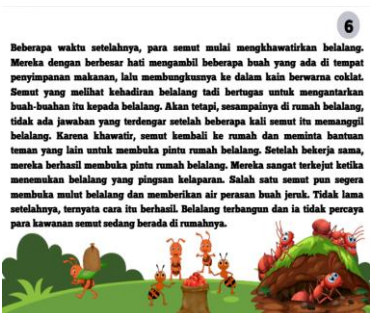 6
Beberapa waktu setelahnya, para semut mulai mengkhawatirkan belalang.
Mereka dengan berbesar hati mengambil beberapa buah yang ada di tempat
penyimpanan makanan, lalu membungkusnya ke dalam kain berwarna coklat.
Semut yang melihat kehadiran belalang tadi bertugas untuk mengantarkan
buah-buahan itu kepada belalang. Akan tetapi, sesampainya di rumah belalang,
tidak ada jawaban yang terdengar setelah beberapa kali semut itu memanggil
belalang. Karena khawatir, semut kembali ke rumah dan meminta bantuan
teman yang lain untuk membuka pintu rumah belalang. Setelah bekerja sama,
mereka berhasil membuka pintu rumah belalang. Mereka sangat terkejut ketika
menemukan belalang yang pingsan kelaparan. Salah satu semut pun segera
membuka mulut belalang dan memberikan air perasan buah jeruk. Tidak lama
setelahnya, ternyata cara itu berhasil. Belalang terbangun dan ia tidak percaya
para kawanan semut sedang berada di rumahnya.